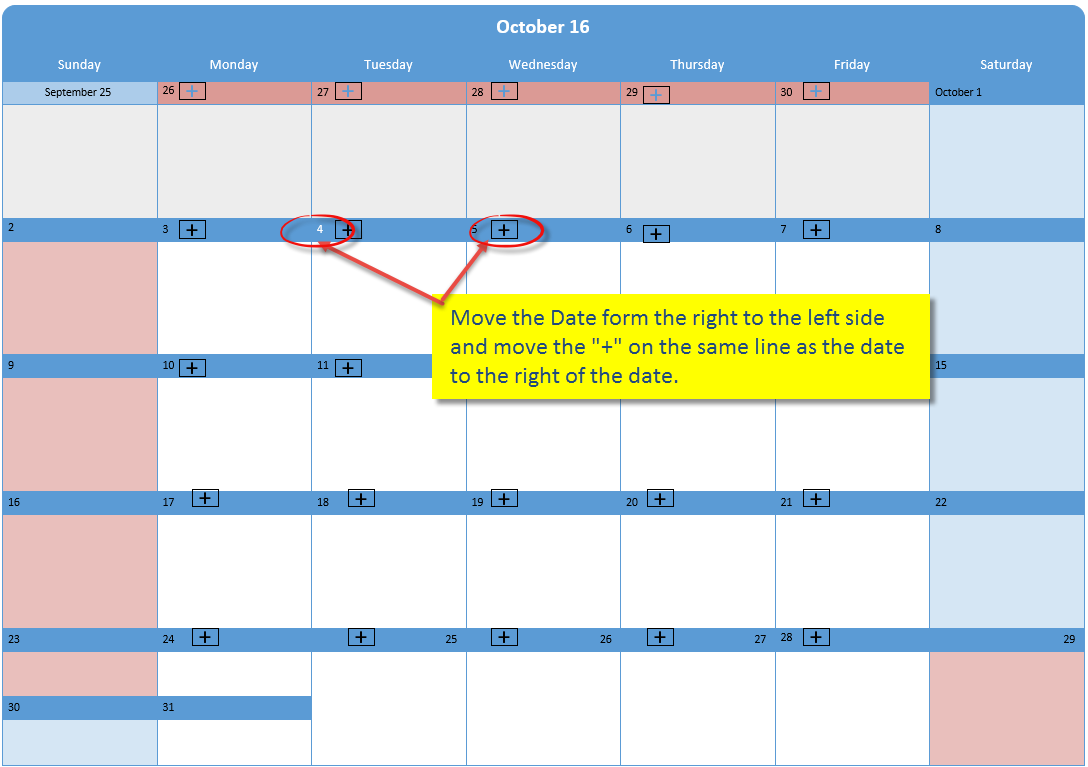 October 16
Sunday Monday Tuesday Wednesday Thursday Friday Saturday
September 25 26 + 27 + 28 + 29 + 30 + October 1
2 3 + 4 + 5 + 6 + 7 + 8
Move the Date form the right to the left side
and move the "+" on the same line as the date
to the right of the date.
9 10 + 11 + 15
16 17 + 18 + 19 + 20 + 21 + 22
23 24 + + 25 + 26 + 27 28 + 29
30 31